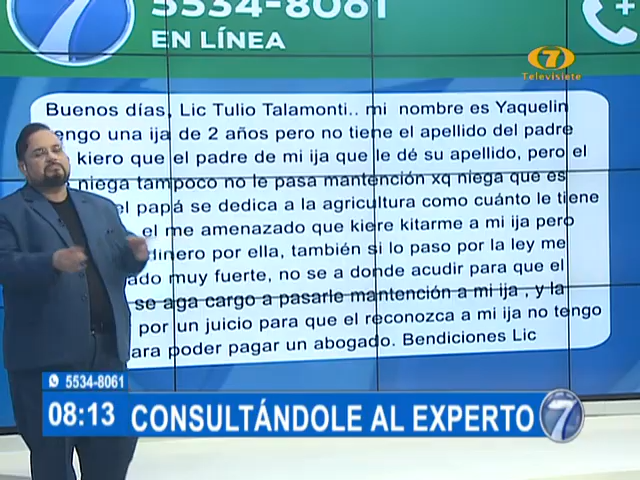 5534-8061
EN LÍNEA
7
Televisiete
Buenos días, Lic Tulio Talamonti.. mi nombre es Yaquelin
engo una ija de 2 años pero no tiene el apellido del padre
kiero que el padre de mi ija que le dé su apellido, pero el
niega tampoco no le pasa mantención xq niega que es
el papá se dedica a la agricultura como cuánto le tiene
el me amenazado que kiere kitarme a mi ija pero
dinero por ella, también si lo paso por la ley me
ado muy fuerte, no se a donde acudir para que el
se aga cargo a pasarle mantención a mi ija , y la
por un juicio para que el reconozca a mi ija no tengo
ara poder pagar un abogado. Bendiciones Lic
5534-8061
08:13 CONSULTÁNDOLE AL EXPERTO 7